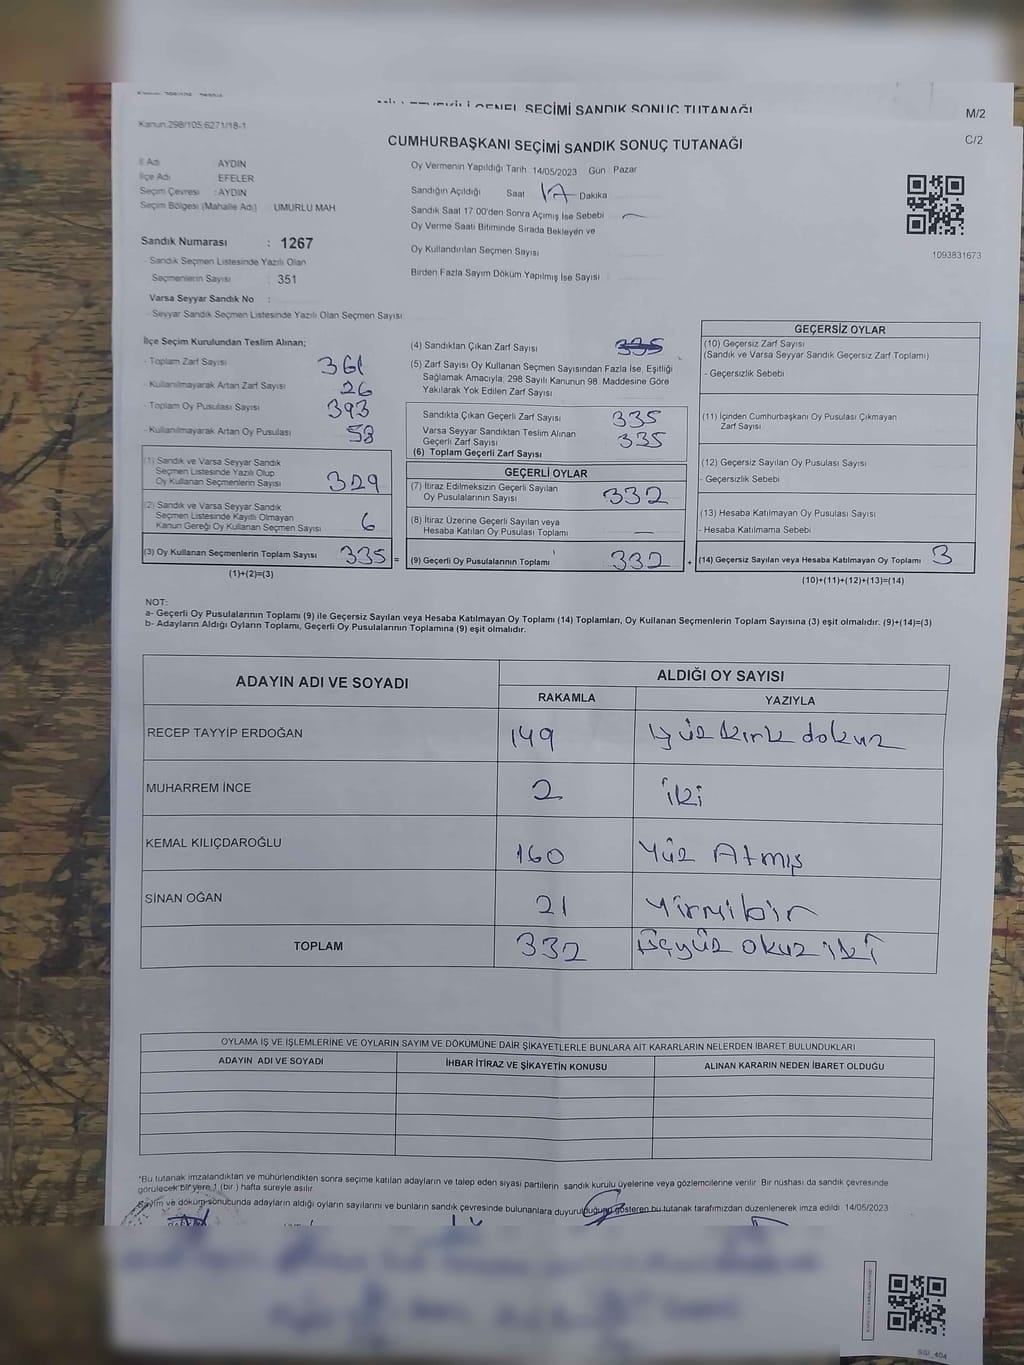 GENEL SEÇİMİ SANDIK SONUÇ TUTANAĞI
M/2
Kanun.298/105;6271/18-1
CUMHURBAŞKANI SEÇİMİ SANDIK SONUÇ TUTANAĞI
C/2
İl Adı AYDIN
İlçe Adı EFELER
Seçim Çevresi : AYDIN
Seçim Bölgesi (Mahalle Adı) UMURLU MAH
Oy Vermenin Yapıldığı Tarih 14/05/2023 Gün Pazar
Sandığın Açıldığı Saat Dakika
Sandık Saat 17:00'den Sonra Açılmış İse Sebebi
Oy Verme Saati Bitiminde Sırada Bekleyen ve
Oy Kullandırılan Seçmen Sayısı
Birden Fazla Sayım Döküm Yapılmış İse Sayısı
1093831673
Sandık Numarası : 1267
- Sandık Seçmen Listesinde Yazılı Olan
Seçmenlerin Sayısı : 351
Varsa Seyyar Sandık No :
- Seyyar Sandık Seçmen Listesinde Yazılı Olan Seçmen Sayısı
İlçe Seçim Kurulundan Teslim Alınan;
- Toplam Zarf Sayısı 361
- Kullanılmayarak Artan Zarf Sayısı 26
- Toplam Oy Pusulası Sayısı 393
- Kullanılmayarak Artan Oy Pusulası 58
(1) Sandık ve Varsa Seyyar Sandık
Seçmen Listesinde Yazılı Olup
Oy Kullanan Seçmenlerin Sayısı 329
(2) Sandık ve Varsa Seyyar Sandık
Seçmen Listesinde Kayıtlı Olmayan
Kanun Gereği Oy Kullanan Seçmen Sayısı 6
(3) Oy Kullanan Seçmenlerin Toplam Sayısı 335 =
(1)+(2)=(3)
(4) Sandıktan Çıkan Zarf Sayısı 335
(5) Zarf Sayısı Oy Kullanan Seçmen Sayısından Fazla İse, Eşitliği
Sağlamak Amacıyla, 298 Sayılı Kanunun 98. Maddesine Göre
Yakılarak Yok Edilen Zarf Sayısı
Sandıkta Çıkan Geçerli Zarf Sayısı 335
Varsa Seyyar Sandıktan Teslim Alınan
Geçerli Zarf Sayısı 335
(6) Toplam Geçerli Zarf Sayısı
GEÇERLİ OYLAR
(7) İtiraz Edilmeksizin Geçerli Sayılan
Oy Pusulalarının Sayısı 332
(8) İtiraz Üzerine Geçerli Sayılan veya
Hesaba Katılan Oy Pusulaları Toplamı —
(9) Geçerli Oy Pusulalarının Toplamı 332 +
GEÇERSİZ OYLAR
(10) Geçersiz Zarf Sayısı
(Sandık ve Varsa Seyyar Sandık Geçersiz Zarf Toplamı)
- Geçersizlik Sebebi
(11) İçinden Cumhurbaşkanı Oy Pusulası Çıkmayan
Zarf Sayısı
(12) Geçersiz Sayılan Oy Pusulası Sayısı
- Geçersizlik Sebebi
(13) Hesaba Katılmayan Oy Pusulası Sayısı
- Hesaba Katılmama Sebebi
(14) Geçersiz Sayılan veya Hesaba Katılmayan Oy Toplamı 3
(10)+(11)+(12)+(13)=(14)
NOT:
a- Geçerli Oy Pusulalarının Toplamı (9) ile Geçersiz Sayılan veya Hesaba Katılmayan Oy Toplamı (14) Toplamları, Oy Kullanan Seçmenlerin Toplam Sayısına (3) eşit olmalıdır. (9)+(14)=(3)
b- Adayların Aldığı Oyların Toplamı, Geçerli Oy Pusulalarının Toplamına (9) eşit olmalıdır.
ADAYIN ADI VE SOYADI ALDIĞI OY SAYISI
RAKAMLA YAZIYLA
RECEP TAYYİP ERDOĞAN 149 yüz kırk dokuz
MUHARREM İNCE 2 iki
KEMAL KILIÇDAROĞLU 160 Yüz Atmış
SİNAN OĞAN 21 Yirmibir
TOPLAM 332 Üçyüz okuz iki
OYLAMA İŞ VE İŞLEMLERİNE VE OYLARIN SAYIM VE DÖKÜMÜNE DAİR ŞİKAYETLERLE BUNLARA AİT KARARLARIN NELERDEN İBARET BULUNDUKLARI
ADAYIN ADI VE SOYADI İHBAR İTİRAZ VE ŞİKAYETİN KONUSU ALINAN KARARIN NEDEN İBARET OLDUĞU
*Bu tutanak imzalandıktan ve mühürlendikten sonra seçime katılan adayların ve talep eden siyasi partilerin sandık kurulu üyelerine veya gözlemcilerine verilir. Bir nüshası da sandık çevresinde
görülecek bir yere 1 (bir) hafta süreyle asılır.
Sayım ve döküm sonucunda adayların aldığı oyların sayılarını ve bunların sandık çevresinde bulunanlara duyurulduğunu gösteren bu tutanak tarafımızdan düzenlenerek imza edildi. 14/05/2023